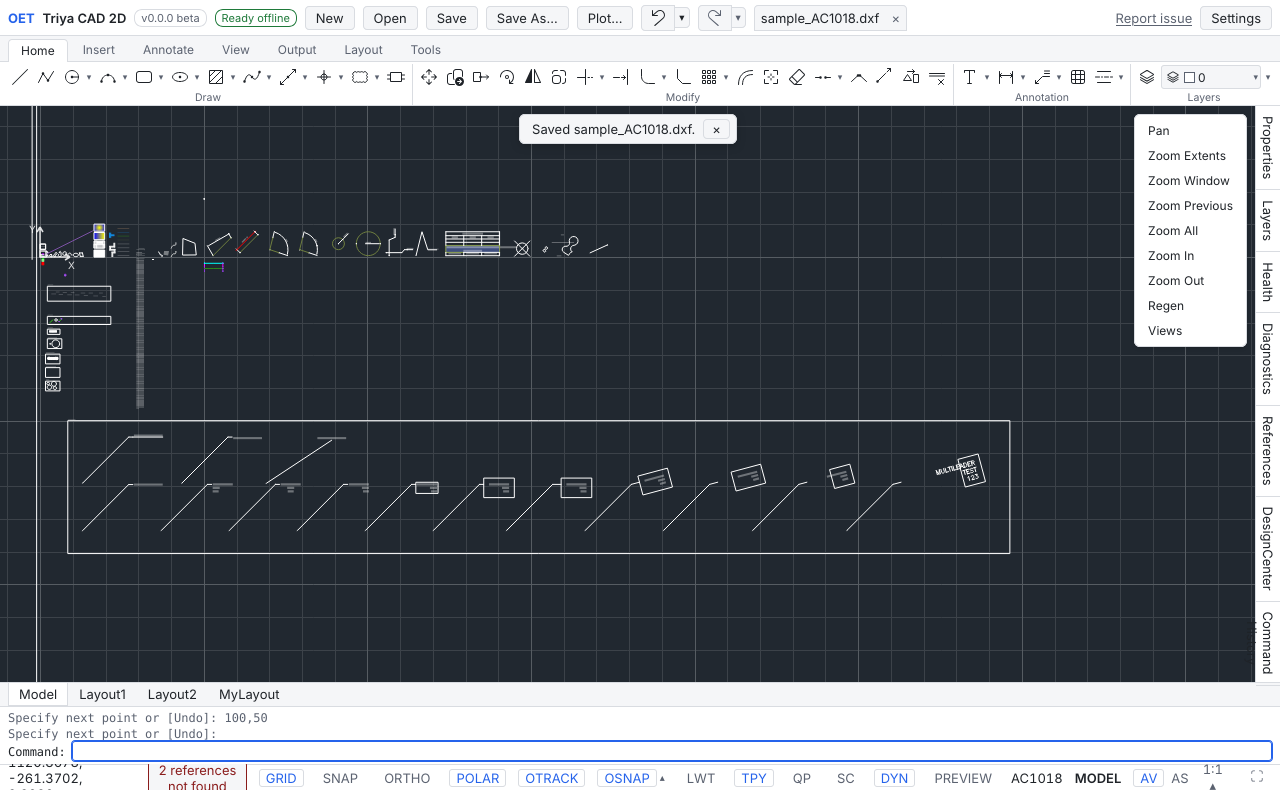 OET Triya CAD 2D v0.0.0 beta Ready offline New Open Save Save As... Plot... sample_AC1018.dxf × Report issue Settings
Home Insert Annotate View Output Layout Tools
0
Draw Modify Annotation Layers
Saved sample_AC1018.dxf. ×
Pan
Zoom Extents
Zoom Window
Zoom Previous
Zoom All
Zoom In
Zoom Out
Regen
Views
Properties
Layers
Health
Diagnostics
References
DesignCenter
Command
Y
X
MULTILEADER
TEST
123
Model Layout1 Layout2 MyLayout
Specify next point or [Undo]: 100,50
Specify next point or [Undo]:
Command:
-261.3702,
2 references
not found
GRID SNAP ORTHO POLAR OTRACK OSNAP LWT TPY QP SC DYN PREVIEW AC1018 MODEL AV AS 1:1